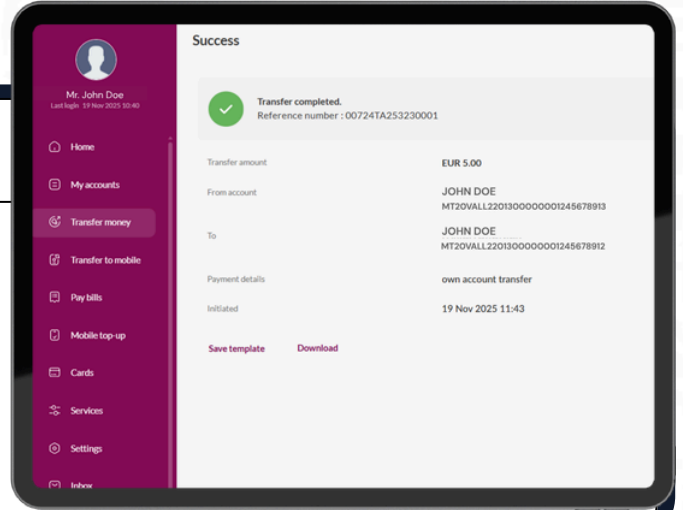 Mr. John Doe
Last login 19 Nov 2025 10:40
Home
My accounts
Transfer money
Transfer to mobile
Pay bills
Mobile top-up
Cards
Services
Settings
Inbox
Success
Transfer completed.
Reference number : 00724TA253230001
Transfer amount EUR 5.00
From account JOHN DOE
MT20VALL22013000000001245678913
To JOHN DOE
MT20VALL22013000000001245678912
Payment details own account transfer
Initiated 19 Nov 2025 11:43
Save template Download